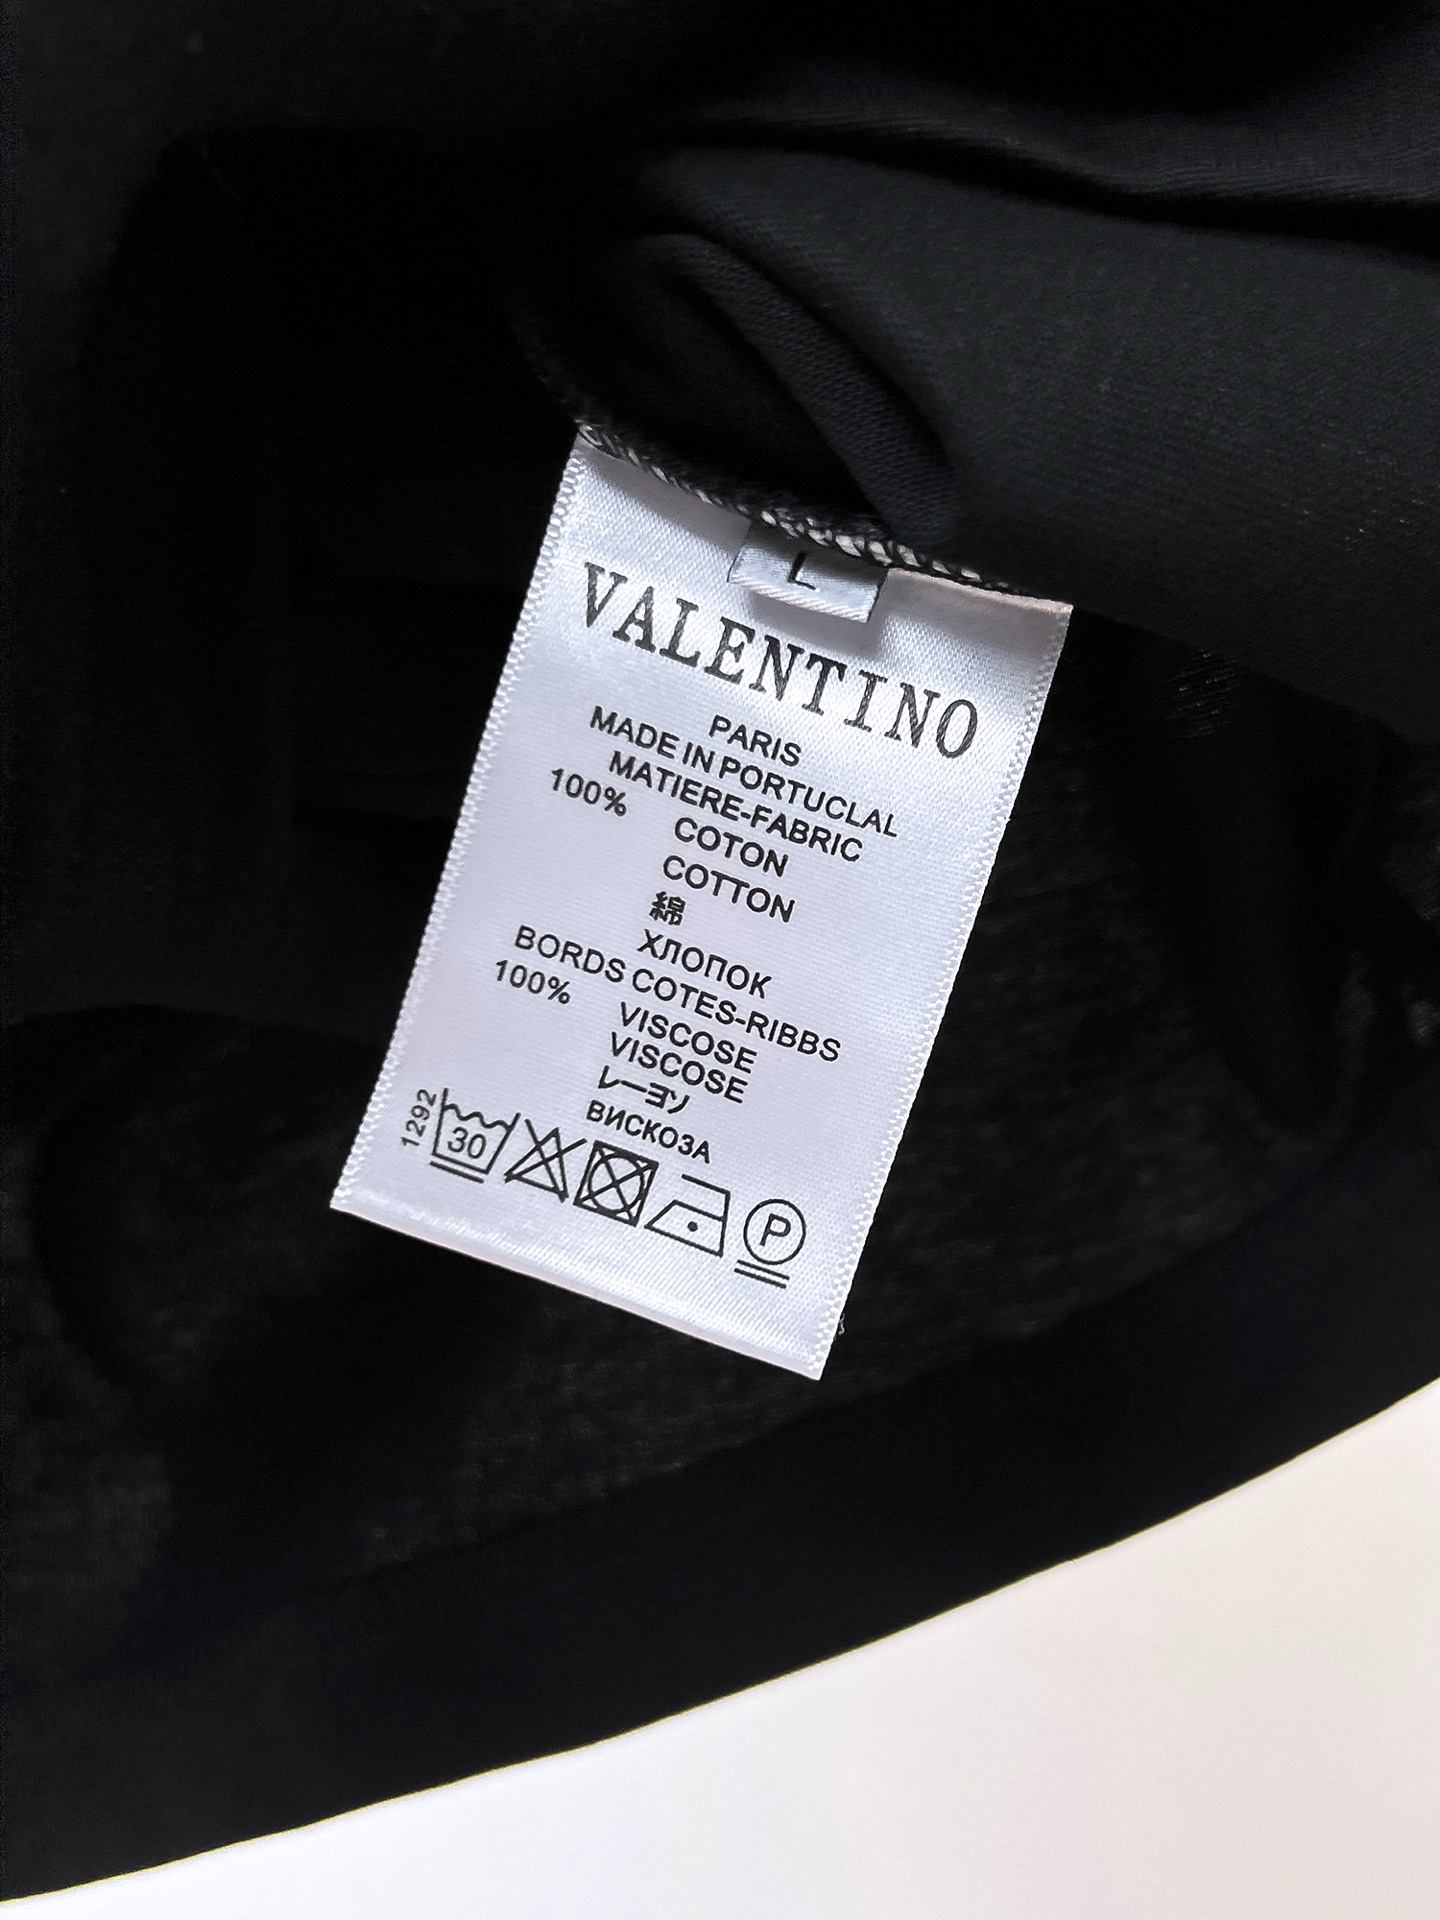 L
VALENTINO
PARIS
MADE IN PORTUCLAL
MATIERE-FABRIC
100% COTON
COTTON
綿
ХЛОПОК
BORDS COTES-RIBBS
100% VISCOSE
VISCOSE
レーヨソ
ВИСКОЗА
1292
30
P